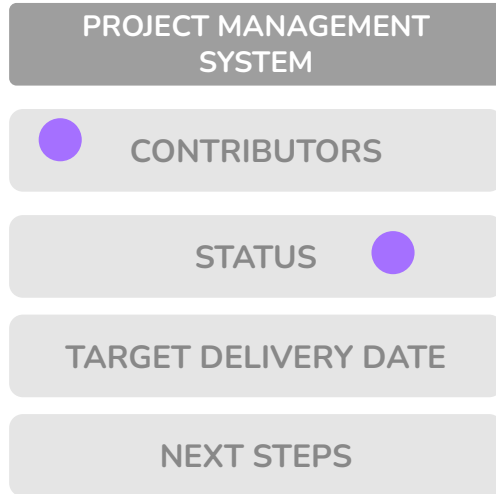 PROJECT MANAGEMENT
SYSTEM
CONTRIBUTORS
STATUS
TARGET DELIVERY DATE
NEXT STEPS